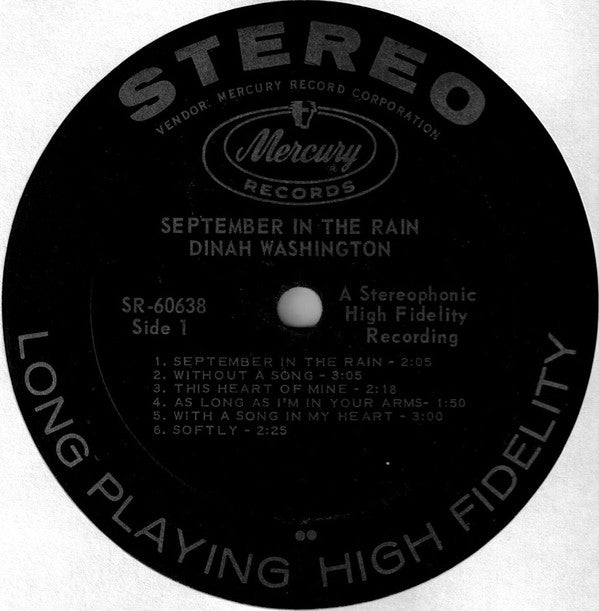 STEREO
VENDOR: MERCURY RECORD CORPORATION
Mercury
R
RECORDS
SEPTEMBER IN THE RAIN
DINAH WASHINGTON
SR-60638
Side 1
A Stereophonic
High Fidelity
Recording
1. SEPTEMBER IN THE RAIN - 2:05
2. WITHOUT A SONG - 3:05
3. THIS HEART OF MINE - 2:18
4. AS LONG AS I'M IN YOUR ARMS- 1:50
5. WITH A SONG IN MY HEART - 3:00
6. SOFTLY - 2:25
LONG PLAYING HIGH FIDELITY